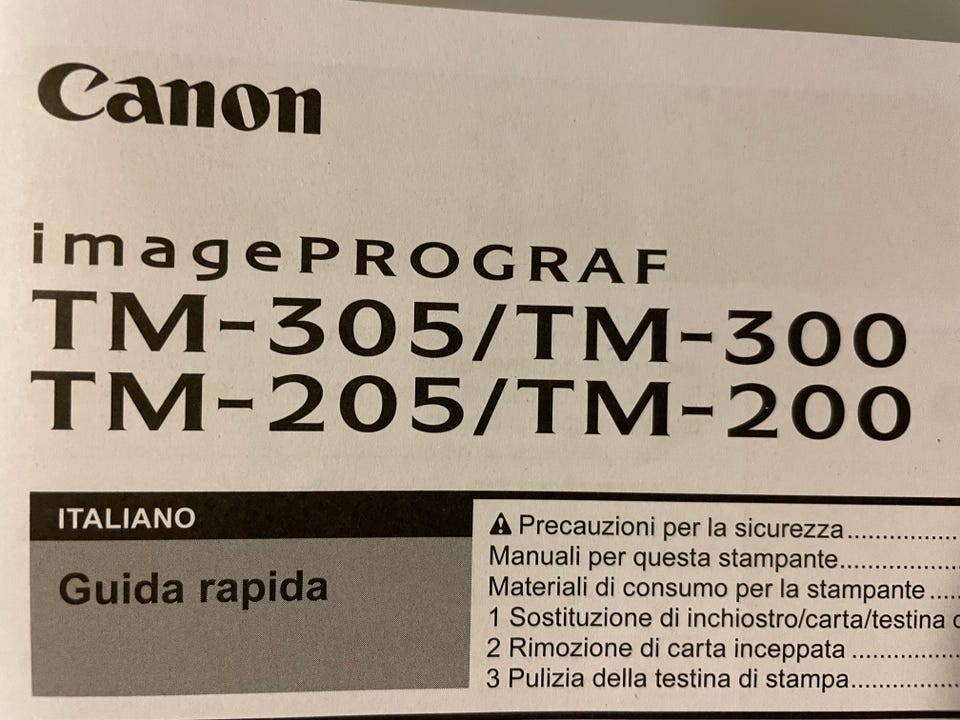 Canon
imagePROGRAF
TM-305/TM-300
TM-205/TM-200
ITALIANO
Guida rapida
Precauzioni per la sicurezza..................
Manuali per questa stampante..................
Materiali di consumo per la stampante.....
1 Sostituzione di inchiostro/carta/testina
2 Rimozione di carta inceppata ................
3 Pulizia della testina di stampa................